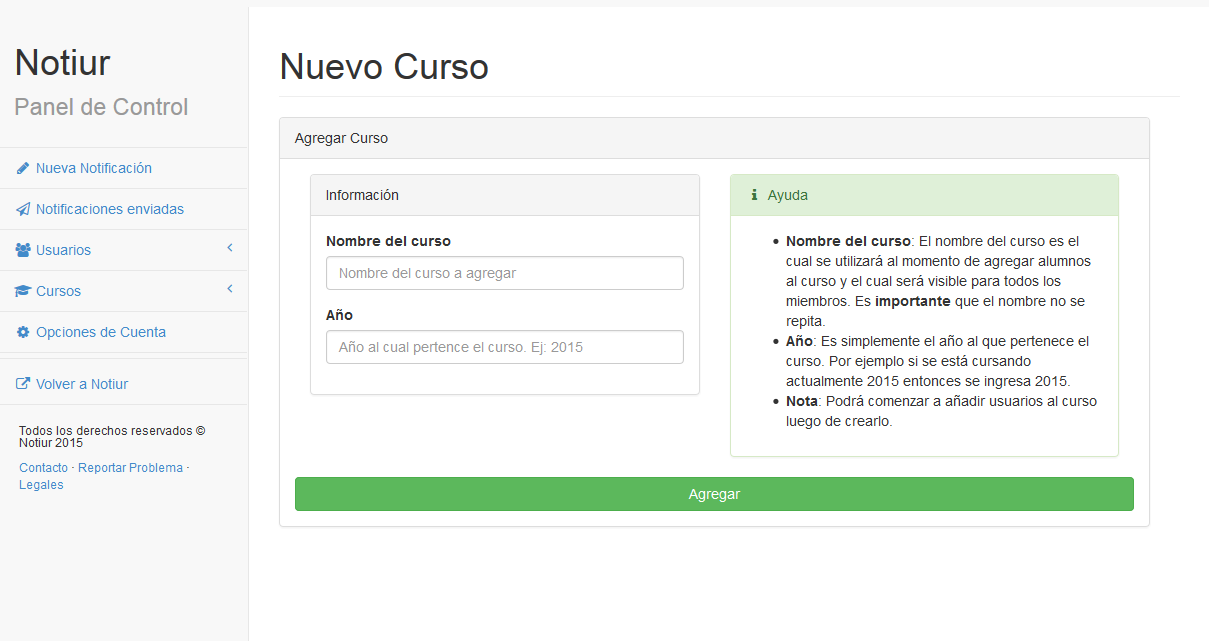 Notiur
Panel de Control
Nueva Notificación
Notificaciones enviadas
Usuarios
Cursos
Opciones de Cuenta
Volver a Notiur
Todos los derechos reservados ©
Notiur 2015
Contacto · Reportar Problema ·
Legales
Nuevo Curso
Agregar Curso
Información
Nombre del curso
Nombre del curso a agregar
Año
Año al cual pertence el curso. Ej: 2015
Ayuda
• Nombre del curso: El nombre del curso es el
cual se utilizará al momento de agregar alumnos
al curso y el cual será visible para todos los
miembros. Es importante que el nombre no se
repita.
• Año: Es simplemente el año al que pertenece el
curso. Por ejemplo si se está cursando
actualmente 2015 entonces se ingresa 2015.
• Nota: Podrá comenzar a añadir usuarios al curso
luego de crearlo.
Agregar